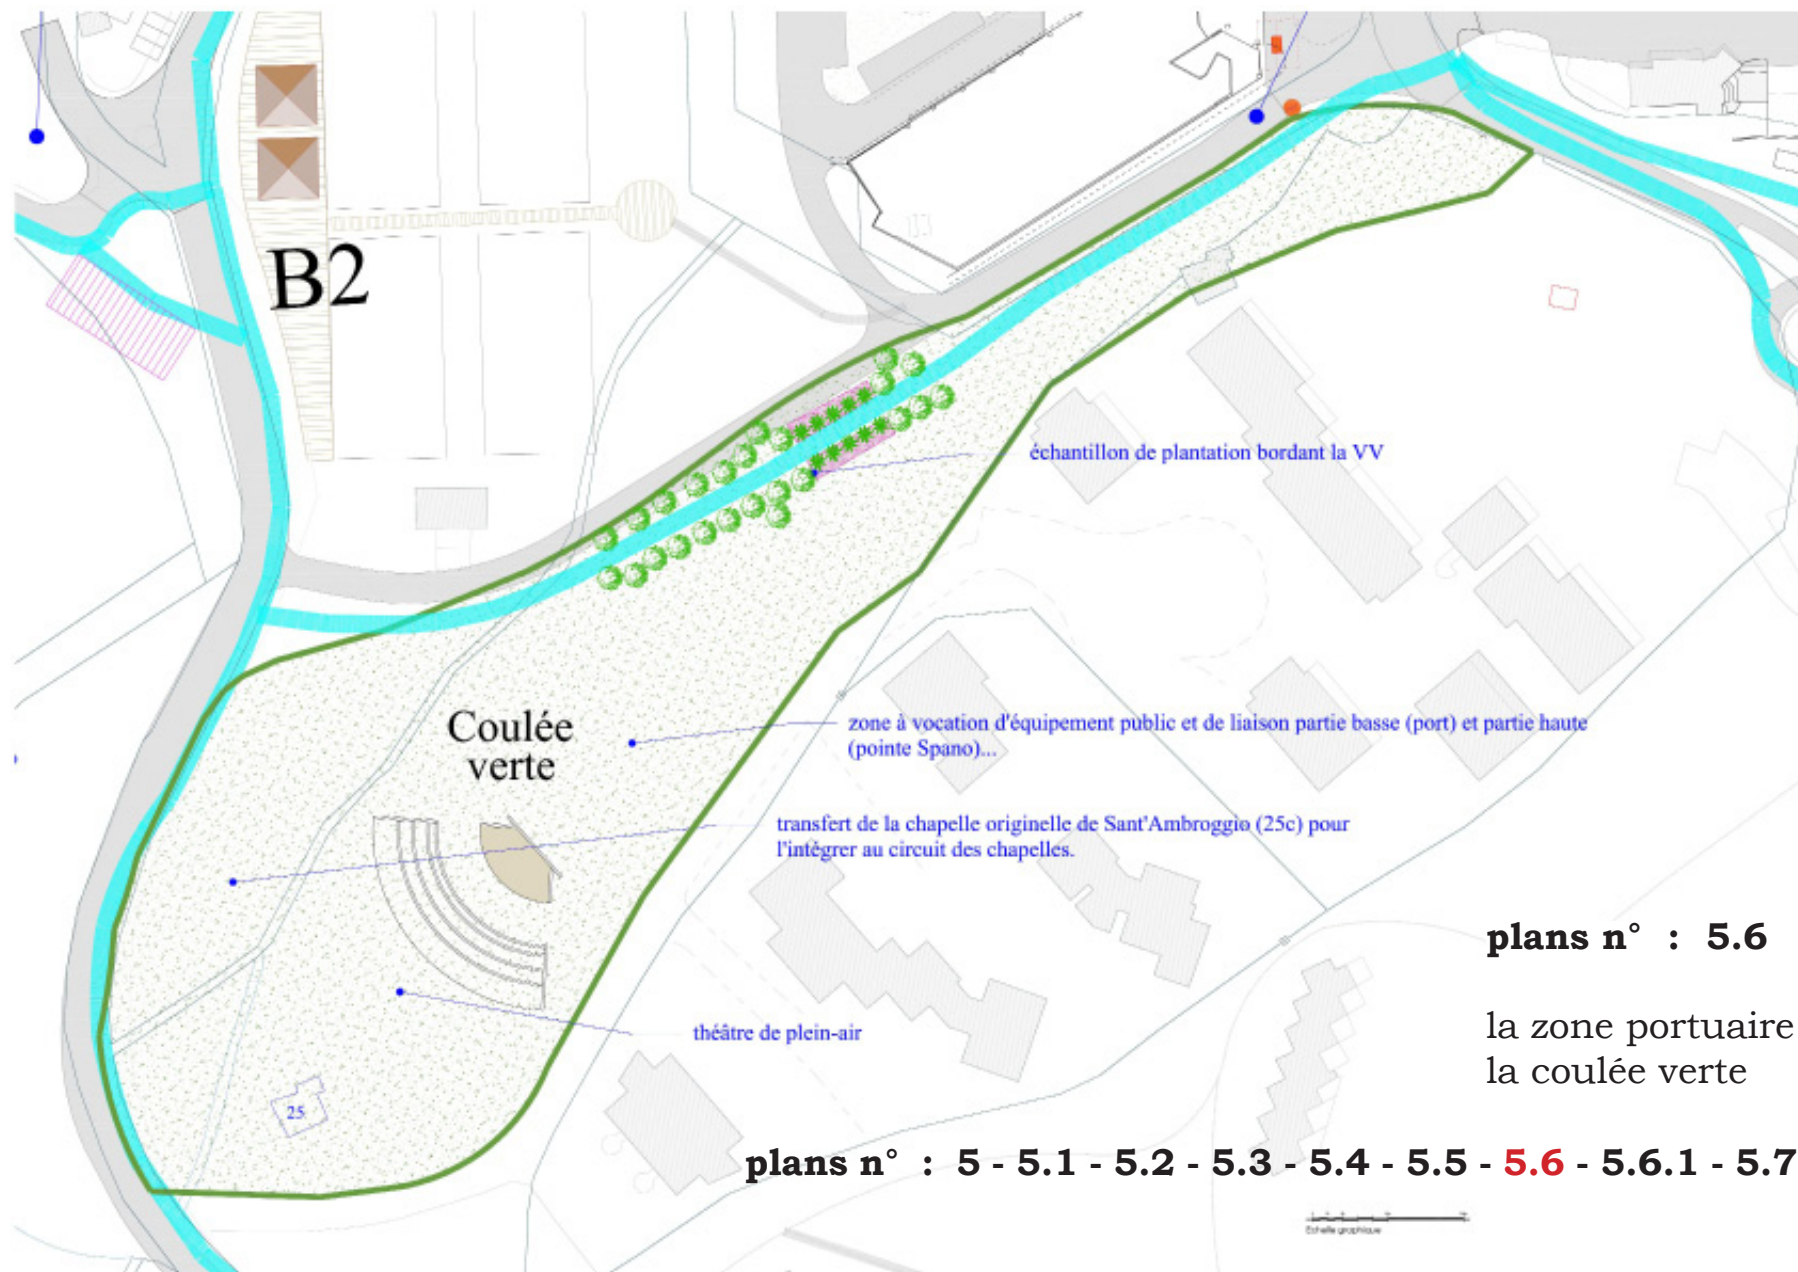 B2
échantillon de plantation bordant la VV
Coulée
verte
zone à vocation d'équipement public et de liaison partie basse (port) et partie haute
(pointe Spano)...
transfert de la chapelle originelle de Sant'Ambroggio (25c) pour
l'intégrer au circuit des chapelles.
théâtre de plein-air
25
plans n° : 5.6
la zone portuaire
la coulée verte
plans n° : 5 - 5.1 - 5.2 - 5.3 - 5.4 - 5.5 - 5.6 - 5.6.1 - 5.7
Echelle graphique